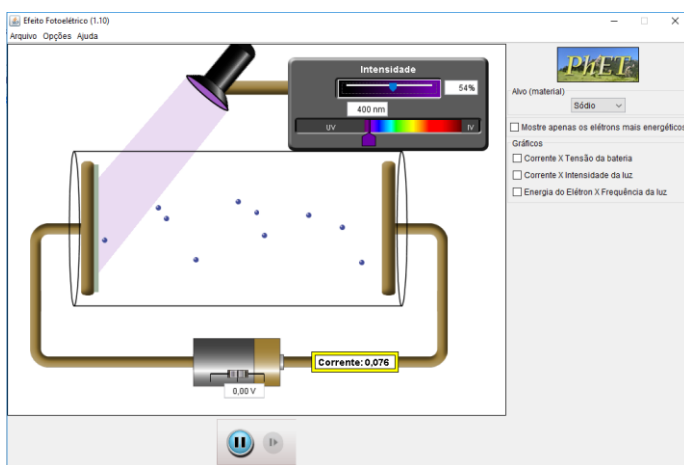 Efeito Fotoelétrico (1.10)
Arquivo Opções Ajuda
Intensidade
54%
400 nm
UV
IV
Corrente: 0,076
0,00 V
PhET
Alvo (material)
Sódio
Mostre apenas os elétrons mais energéticos
Gráficos
Corrente X Tensão da bateria
Corrente X Intensidade da luz
Energia do Elétron X Frequência da luz